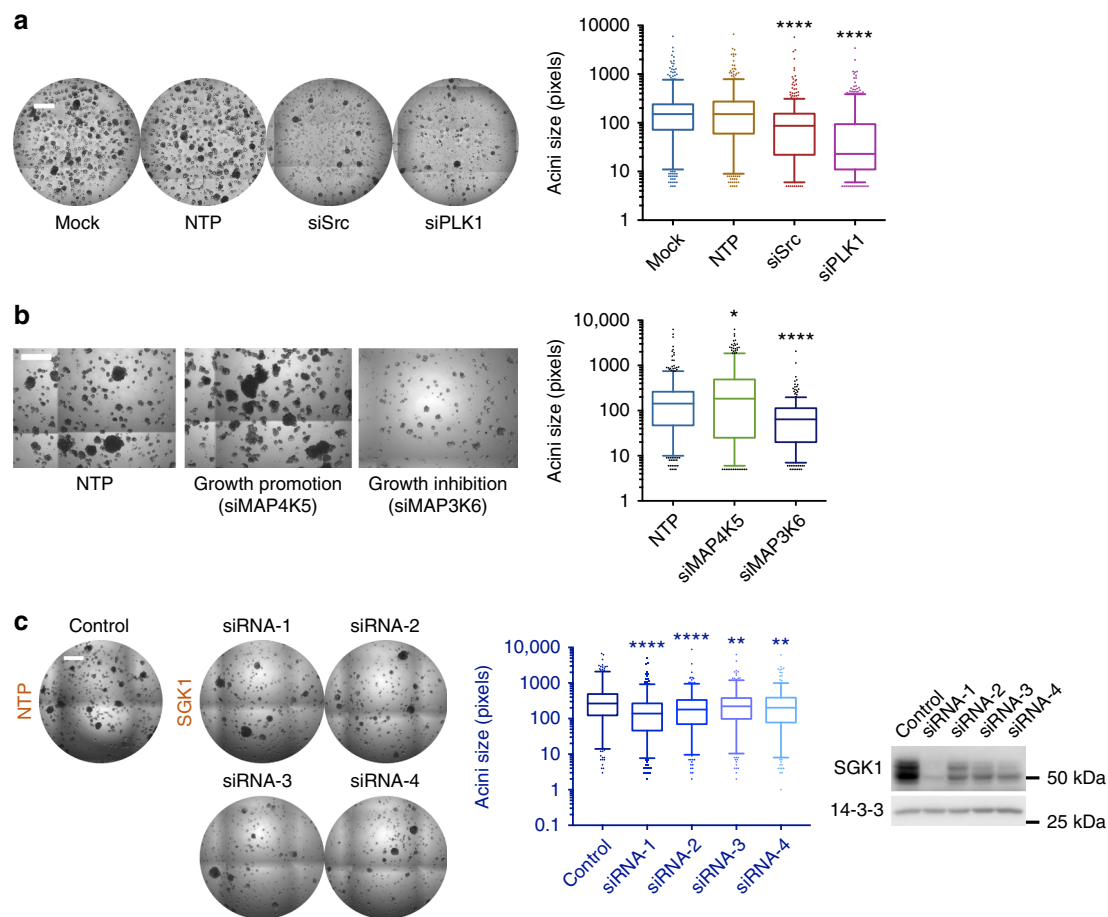 a
Mock
NTP
siSrc
siPLK1
Acini size (pixels)
10000
1000
100
10
1
****
****
Mock
NTP
siSrc
siPLK1
b
NTP
Growth promotion
(siMAP4K5)
Growth inhibition
(siMAP3K6)
Acini size (pixels)
10,000
1000
100
10
1
*
****
NTP
siMAP4K5
siMAP3K6
c
Control
NTP
SGK1
siRNA-1
siRNA-2
siRNA-3
siRNA-4
Acini size (pixels)
10,000
1000
100
10
1
0.1
****
****
**
**
Control
siRNA-1
siRNA-2
siRNA-3
siRNA-4
Control
siRNA-1
siRNA-2
siRNA-3
siRNA-4
SGK1
50 kDa
14-3-3
25 kDa